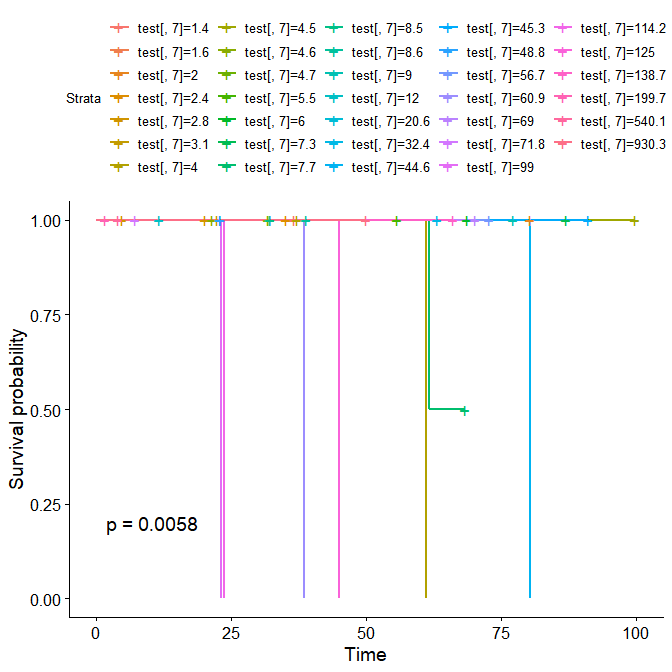 test[, 7]=1.4 test[, 7]=4.5 test[, 7]=8.5 test[, 7]=45.3 test[, 7]=114.2
test[, 7]=1.6 test[, 7]=4.6 test[, 7]=8.6 test[, 7]=48.8 test[, 7]=125
test[, 7]=2 test[, 7]=4.7 test[, 7]=9 test[, 7]=56.7 test[, 7]=138.7
Strata test[, 7]=2.4 test[, 7]=5.5 test[, 7]=12 test[, 7]=60.9 test[, 7]=199.7
test[, 7]=2.8 test[, 7]=6 test[, 7]=20.6 test[, 7]=69 test[, 7]=540.1
test[, 7]=3.1 test[, 7]=7.3 test[, 7]=32.4 test[, 7]=71.8 test[, 7]=930.3
test[, 7]=4 test[, 7]=7.7 test[, 7]=44.6 test[, 7]=99
Survival probability
1.00
0.75
0.50
0.25
0.00
p = 0.0058
0 25 50 75 100
Time